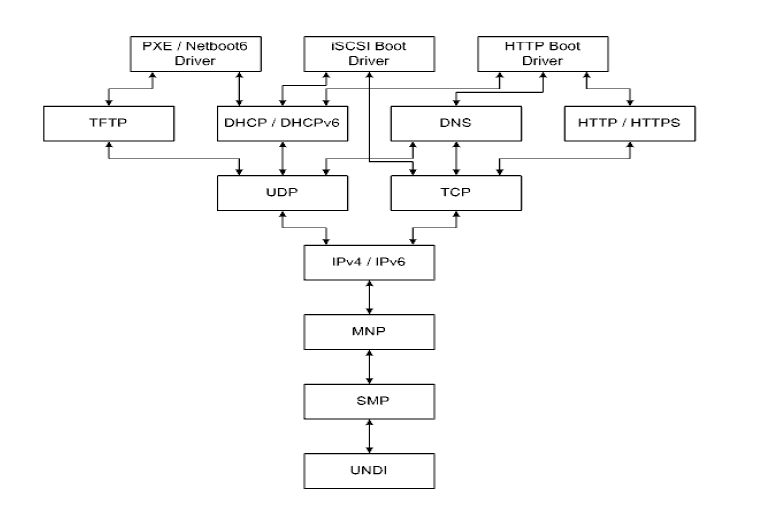 PXE / Netboot6
Driver
iSCSI Boot
Driver
HTTP Boot
Driver
TFTP
DHCP / DHCPv6
DNS
HTTP / HTTPS
UDP
TCP
IPv4 / IPv6
MNP
SMP
UNDI